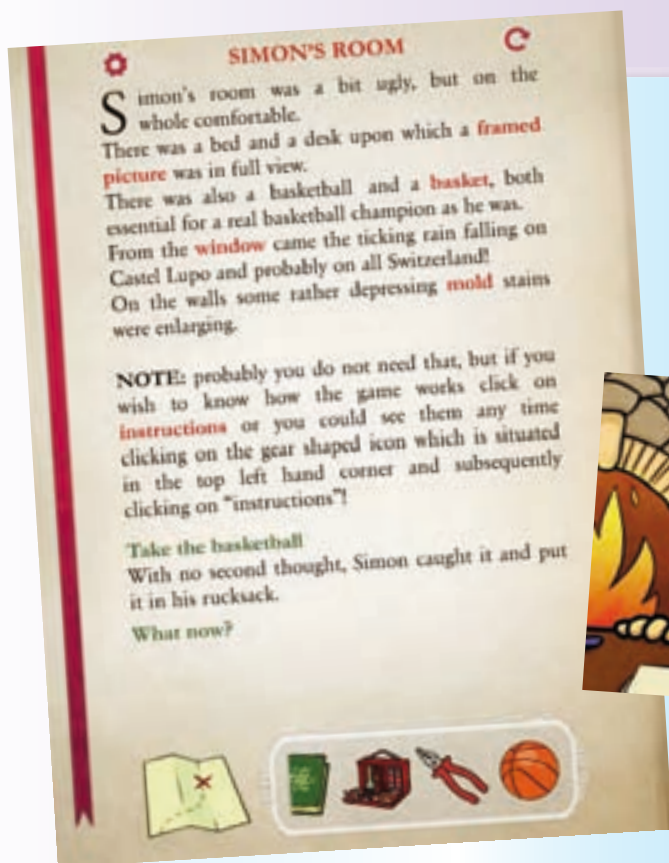 SIMON'S ROOM
Simon's room was a bit ugly, but on the
whole comfortable.
There was a bed and a desk upon which a framed
picture was in full view.
There was also a basketball and a basket, both
essential for a real basketball champion as he was.
From the window came the ticking rain falling on
Castel Lupo and probably on all Switzerland!
On the walls some rather depressing mold stains
were enlarging.
NOTE: probably you do not need that, but if you
wish to know how the game works click on
instructions or you could see them any time
clicking on the gear shaped icon which is situated
in the top left hand corner and subsequently
clicking on "instructions"!
Take the basketball
With no second thought, Simon caught it and put
it in his rucksack.
What now?